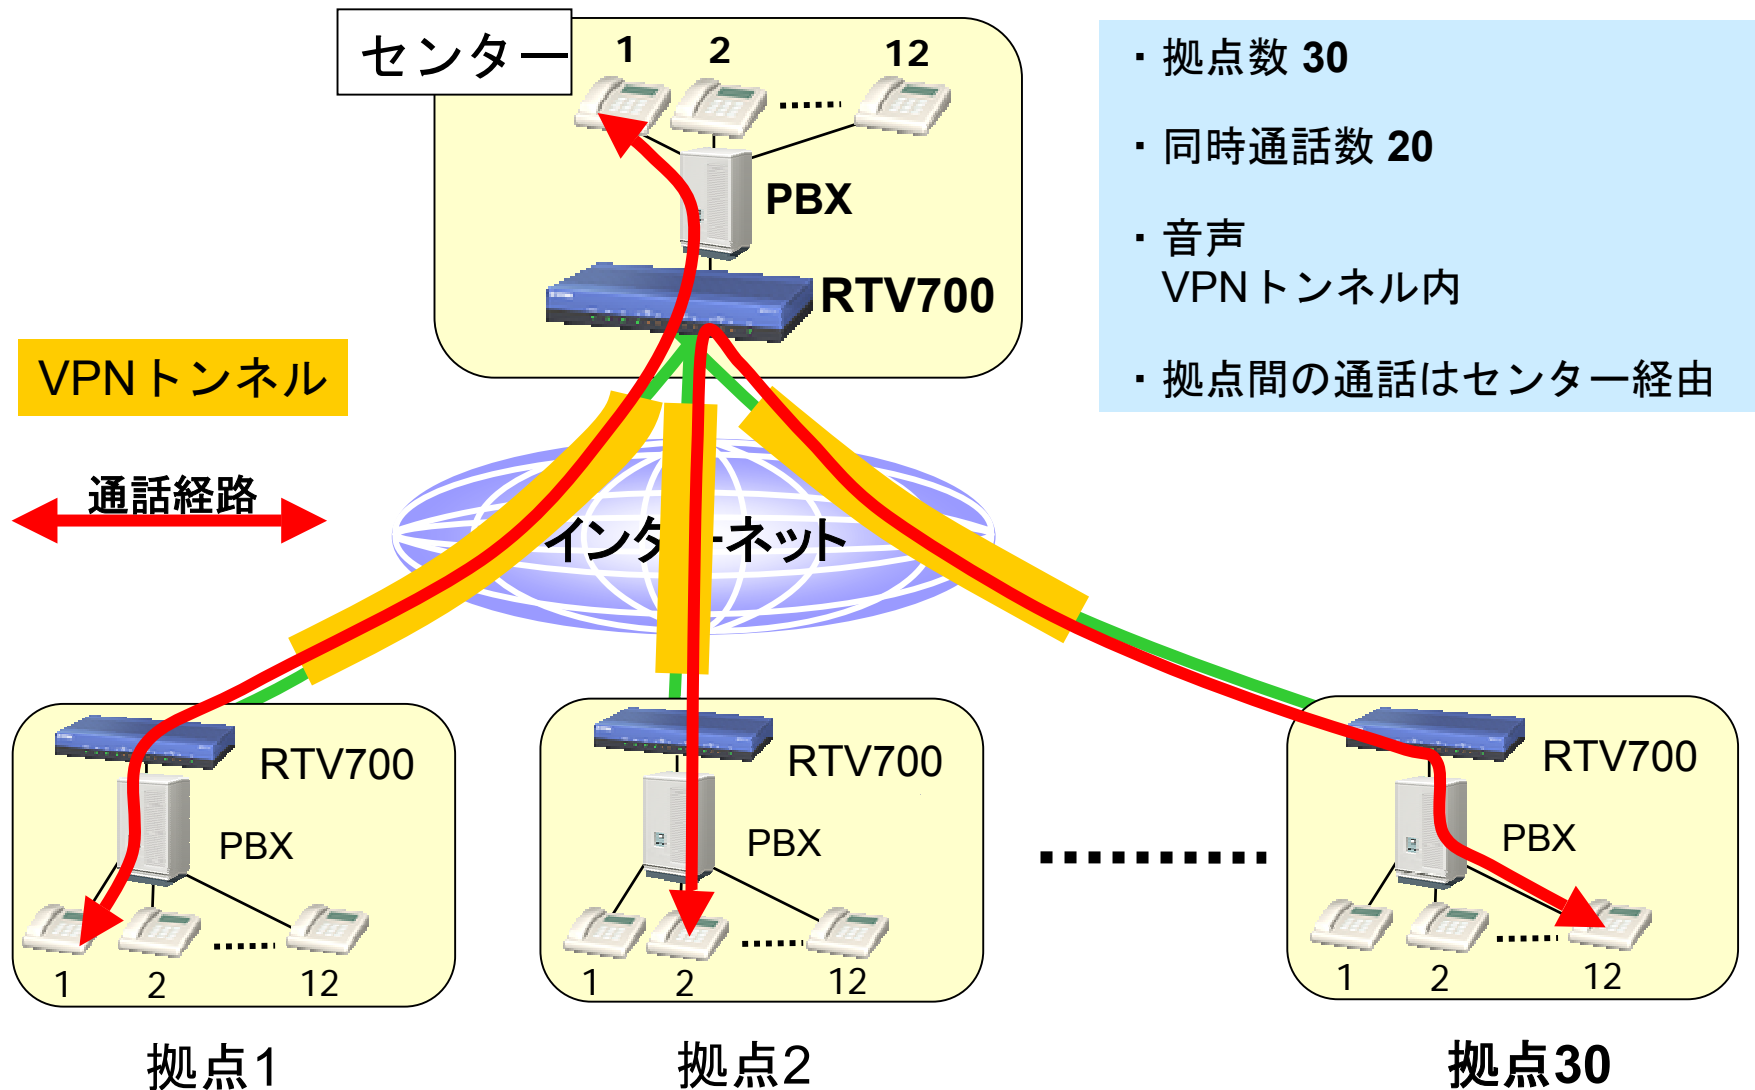 センター
1
2
12
PBX
RTV700
・拠点数 30
・同時通話数 20
・音声
VPNトンネル内
・拠点間の通話はセンター経由
VPNトンネル
通話経路
インターネット
RTV700
PBX
1
2
12
拠点1
RTV700
PBX
1
2
12
拠点2
RTV700
PBX
1
2
12
拠点30